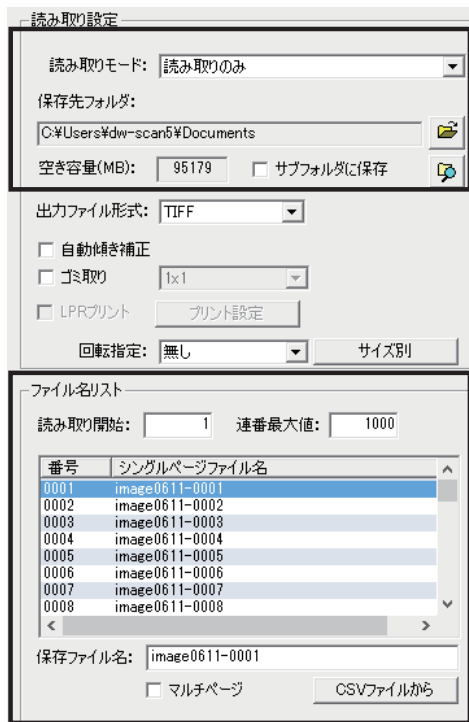 読み取り設定
読み取りモード: 読み取りのみ
保存先フォルダ:
C:¥Users¥dw-scan5¥Documents
空き容量(MB): 95179 サブフォルダに保存
出力ファイル形式: TIFF
自動傾き補正
ゴミ取り 1x1
LPRプリント プリント設定
回転指定: 無し サイズ別
ファイル名リスト
読み取り開始: 1 連番最大値: 1000
番号 シングルページファイル名
0001 image0611-0001
0002 image0611-0002
0003 image0611-0003
0004 image0611-0004
0005 image0611-0005
0006 image0611-0006
0007 image0611-0007
0008 image0611-0008
保存ファイル名: image0611-0001
マルチページ CSVファイルから